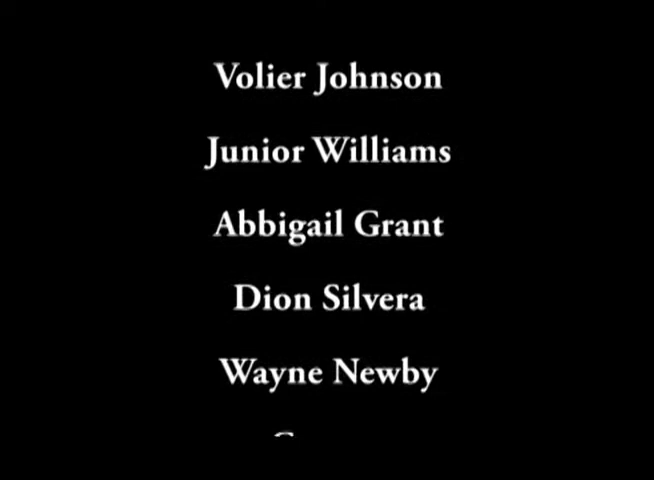 Volier Johnson
Junior Williams
Abbigail Grant
Dion Silvera
Wayne Newby